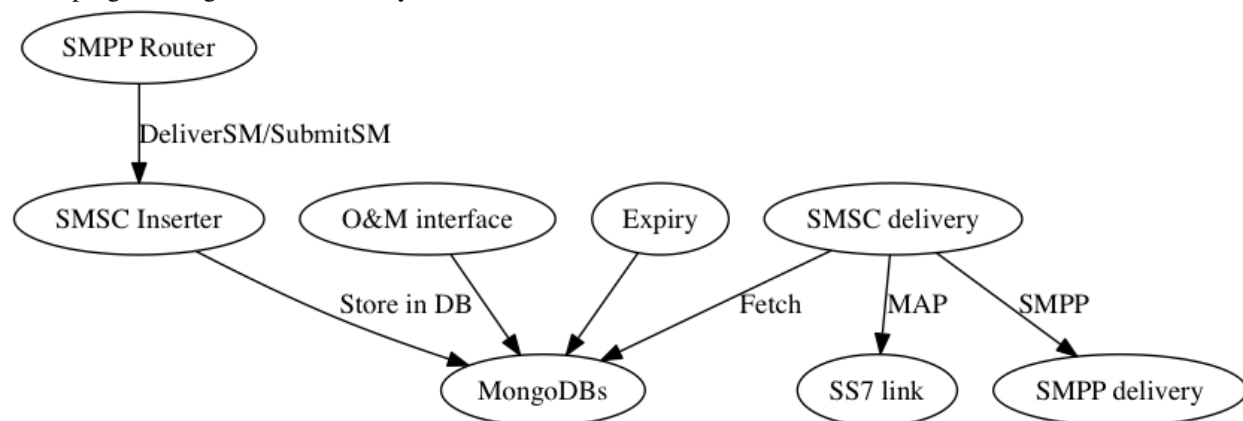 SMPP Router
DeliverSM/SubmitSM
SMSC Inserter
O&M interface
Expiry
SMSC delivery
Store in DB
Fetch
MAP
SMPP
MongoDBs
SS7 link
SMPP delivery